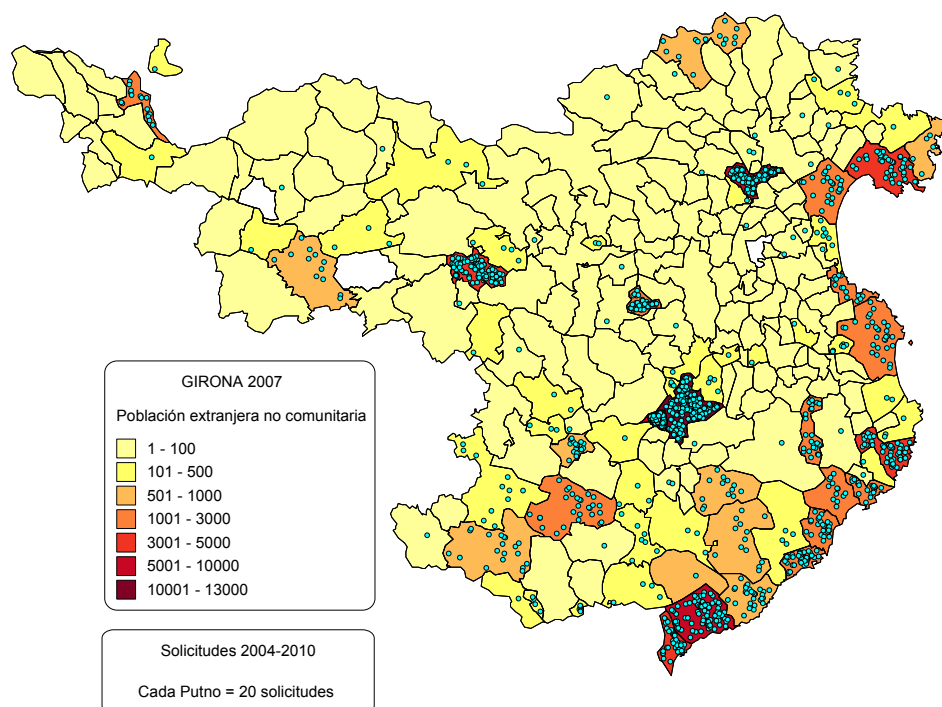 GIRONA 2007
Población extranjera no comunitaria
1 - 100
101 - 500
501 - 1000
1001 - 3000
3001 - 5000
5001 - 10000
10001 - 13000
Solicitudes 2004-2010
Cada Putno = 20 solicitudes